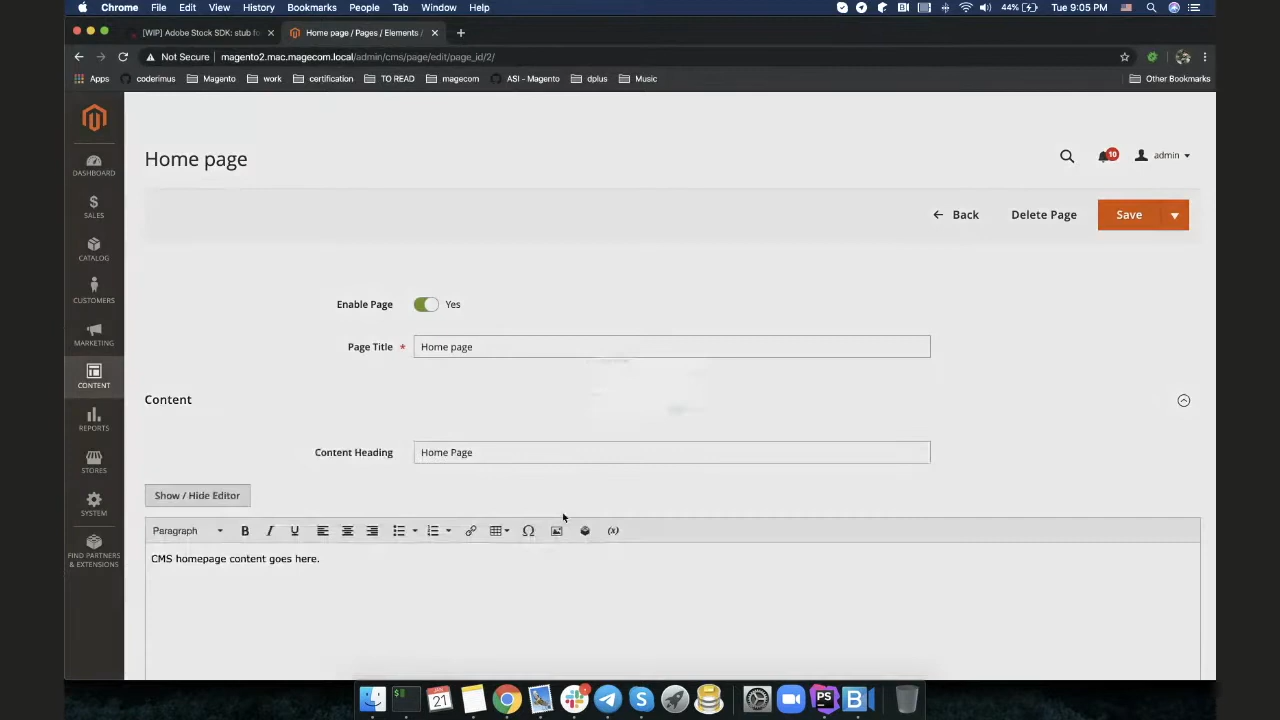 Chrome File Edit View History Bookmarks People Tab Window Help 44% Tue 9:05 PM
[WIP] Adobe Stock SDK: stub fo Home page / Pages / Elements /
Not Secure magento2.mac.magecom.local/admin/cms/page/edit/page_id/2/
Apps coderimus Magento work certification TO READ magecom ASI - Magento dplus Music Other Bookmarks
Home page
10 admin
Back Delete Page Save
DASHBOARD
SALES
CATALOG
CUSTOMERS
MARKETING
CONTENT
REPORTS
STORES
SYSTEM
FIND PARTNERS
& EXTENSIONS
Enable Page Yes
Page Title * Home page
Content
Content Heading Home Page
Show / Hide Editor
Paragraph B I U Ω (x)
CMS homepage content goes here.
21 S PS B